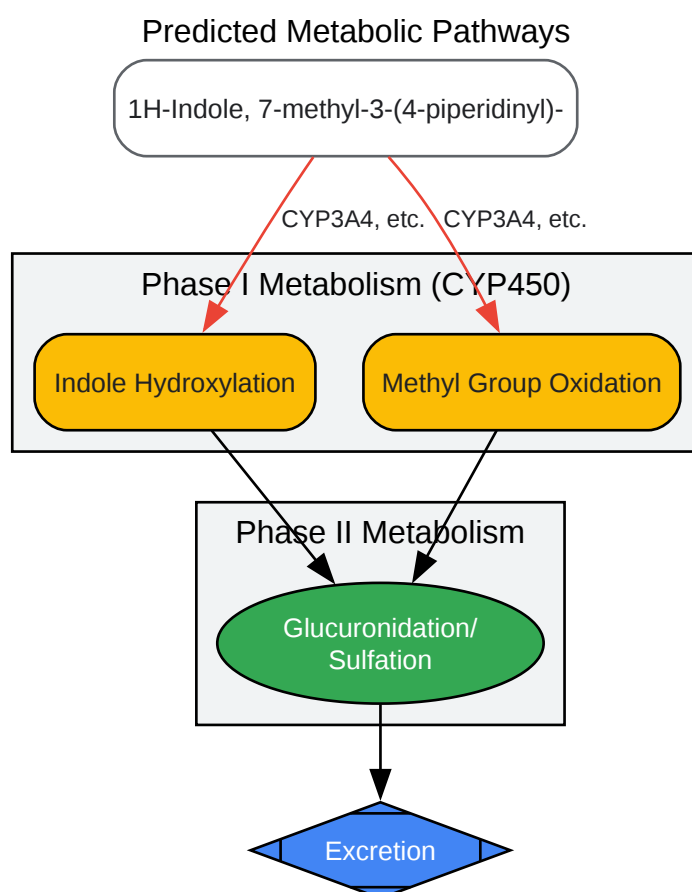 Predicted Metabolic Pathways
1H-Indole, 7-methyl-3-(4-piperidinyl)-
CYP3A4, etc.
CYP3A4, etc.
Phase I Metabolism (CYP450)
Indole Hydroxylation
Methyl Group Oxidation
Phase II Metabolism
Glucuronidation/
Sulfation
Excretion